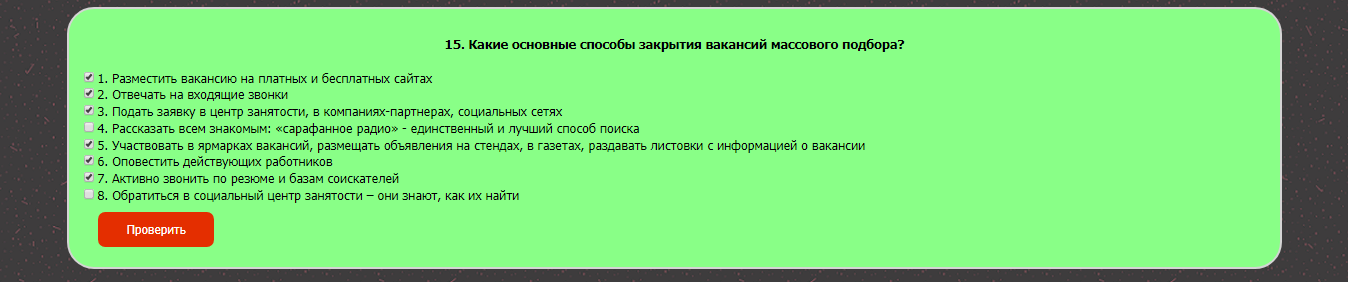 15. Какие основные способы закрытия вакансий массового подбора?
1. Разместить вакансию на платных и бесплатных сайтах
2. Отвечать на входящие звонки
3. Подать заявку в центр занятости, в компаниях-партнерах, социальных сетях
4. Рассказать всем знакомым: «сарафанное радио» - единственный и лучший способ поиска
5. Участвовать в ярмарках вакансий, размещать объявления на стендах, в газетах, раздавать листовки с информацией о вакансии
6. Оповестить действующих работников
7. Активно звонить по резюме и базам соискателей
8. Обратиться в социальный центр занятости – они знают, как их найти
Проверить